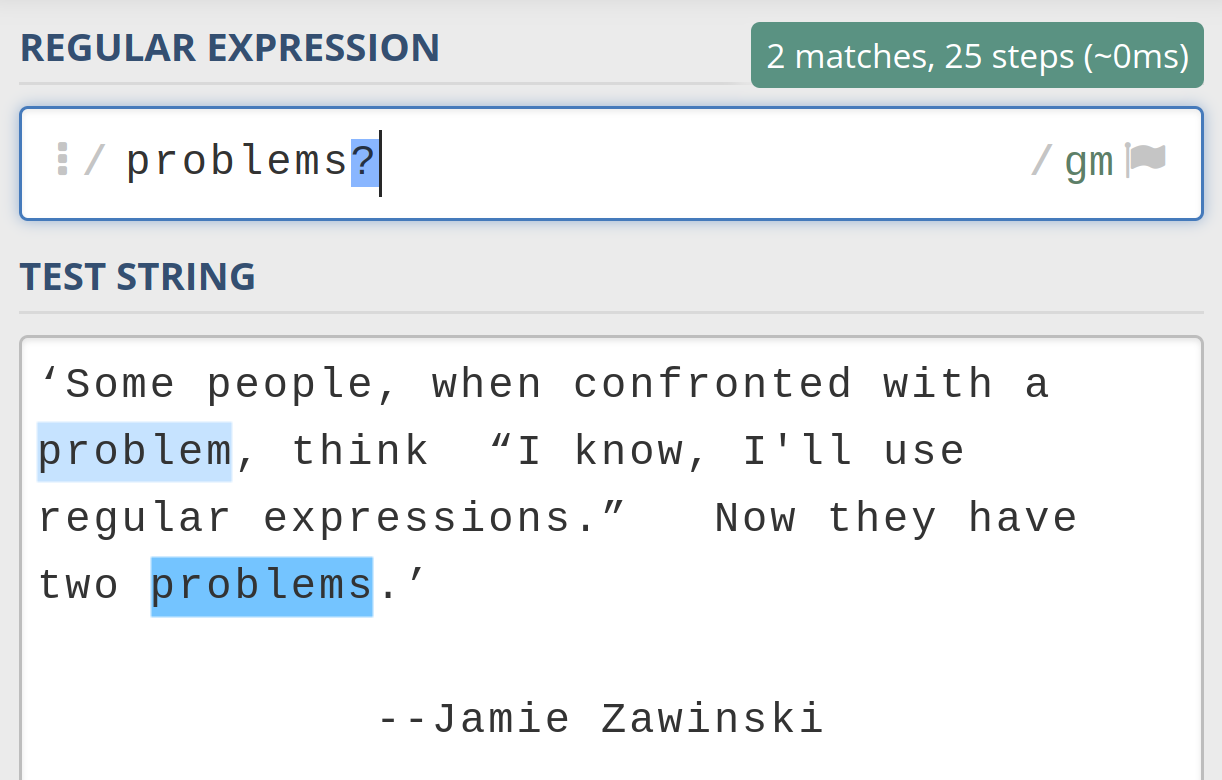 REGULAR EXPRESSION
2 matches, 25 steps (~0ms)
/ problems? / gm
TEST STRING
‘Some people, when confronted with a
problem, think  “I know, I'll use
regular expressions.”   Now they have
two problems.’
--Jamie Zawinski